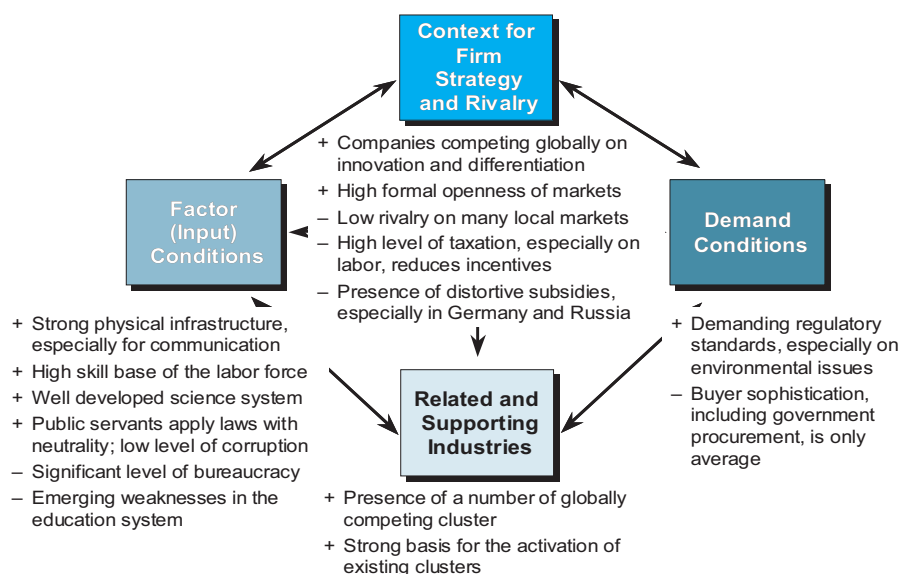 Context for
Firm
Strategy
and Rivalry
+ Companies competing globally on
innovation and differentiation
+ High formal openness of markets
– Low rivalry on many local markets
– High level of taxation, especially on
labor, reduces incentives
– Presence of distortive subsidies,
especially in Germany and Russia
Factor
(Input)
Conditions
+ Strong physical infrastructure,
especially for communication
+ High skill base of the labor force
+ Well developed science system
+ Public servants apply laws with
neutrality; low level of corruption
– Significant level of bureaucracy
– Emerging weaknesses in the
education system
Demand
Conditions
+ Demanding regulatory
standards, especially on
environmental issues
– Buyer sophistication,
including government
procurement, is only
average
Related and
Supporting
Industries
+ Presence of a number of globally
competing cluster
+ Strong basis for the activation of
existing clusters